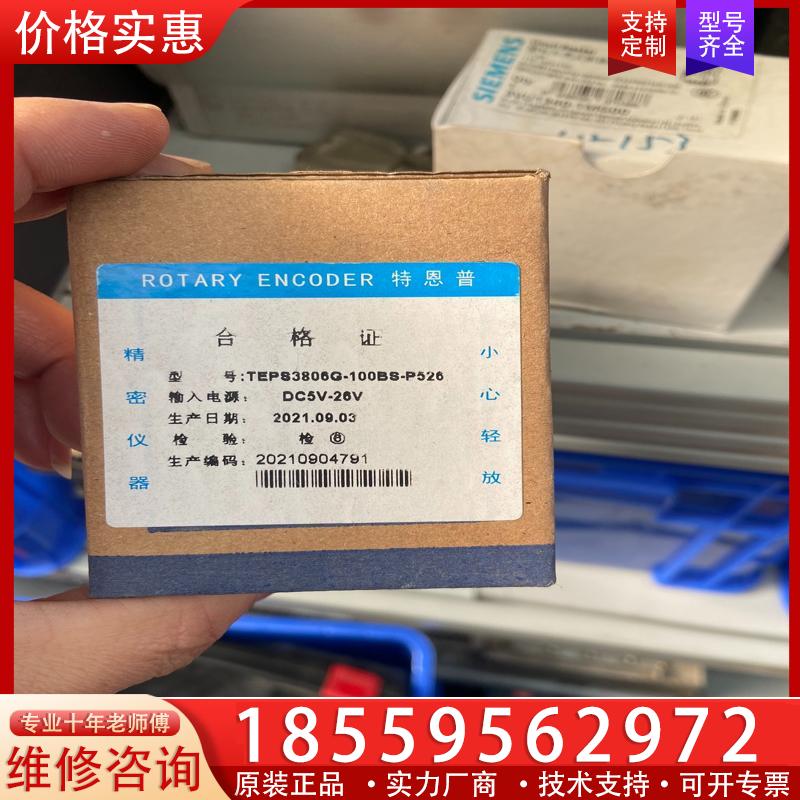 价格实惠
支持
定制
型号
齐全
SIEMENS
ROTARY ENCODER 特恩普
合格证
精密仪器
小心轻放
型号:TEPS3806G-100BS-P526
输入电源: DC5V-26V
生产日期: 2021.09.03
检验: 检⑧
生产编码: 20210904791
专业十年老师傅
维修咨询
18559562972
原装正品 • 实力厂商 • 技术支持 • 可开专票